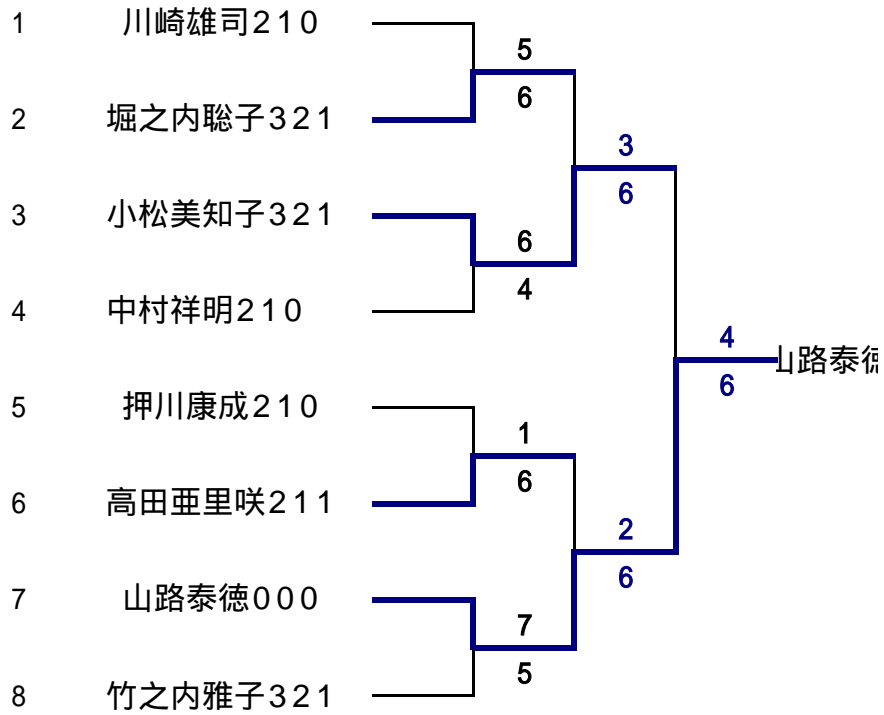 1 川崎雄司210
5
6
2 堀之内聡子321
3
6
3 小松美知子321
6
4
4 中村祥明210
4
6
山路泰徳
5 押川康成210
1
6
6 高田亜里咲211
2
6
7 山路泰徳000
7
5
8 竹之内雅子321